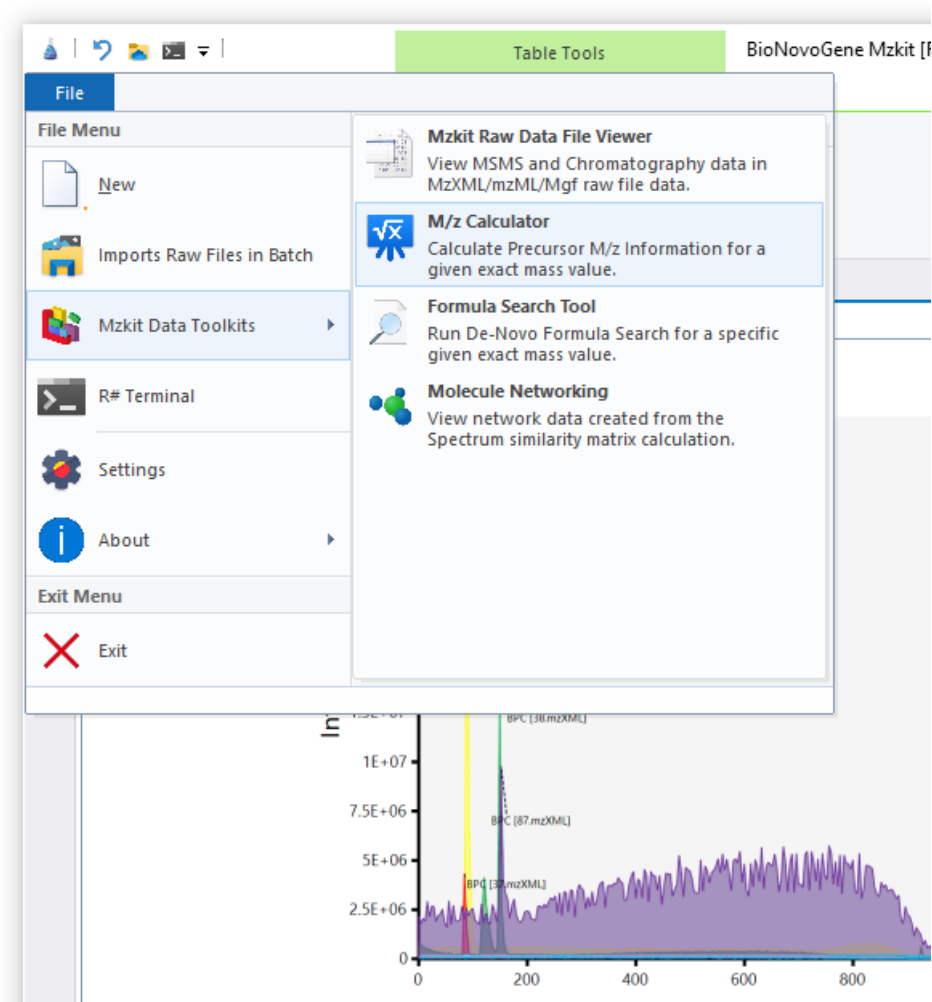 Table Tools
BioNovoGene Mzkit [
File
File Menu
New
Imports Raw Files in Batch
Mzkit Data Toolkits
R# Terminal
Settings
About
Exit Menu
Exit
Mzkit Raw Data File Viewer
View MSMS and Chromatography data in
MzXML/mzML/Mgf raw file data.
M/z Calculator
Calculate Precursor M/z Information for a
given exact mass value.
Formula Search Tool
Run De-Novo Formula Search for a specific
given exact mass value.
Molecule Networking
View network data created from the
Spectrum similarity matrix calculation.
BPC [38.mzXML]
1E+07
7.5E+06
BPC [87.mzXML]
5E+06
BPC [37.mzXML]
2.5E+06
0
0 200 400 600 800